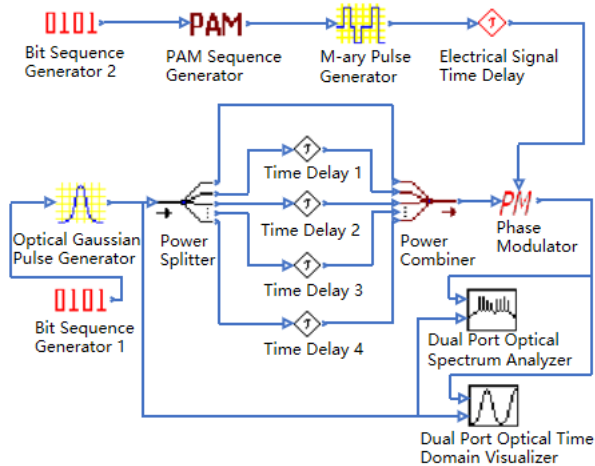 0101
PAM
Bit Sequence
Generator 2
PAM Sequence
Generator
M-ary Pulse
Generator
Electrical Signal
Time Delay
Time Delay 1
Time Delay 2
Time Delay 3
Time Delay 4
Optical Gaussian
Pulse Generator
Power
Splitter
Power
Combiner
PM
Phase
Modulator
0101
Bit Sequence
Generator 1
Dual Port Optical
Spectrum Analyzer
Dual Port Optical Time
Domain Visualizer